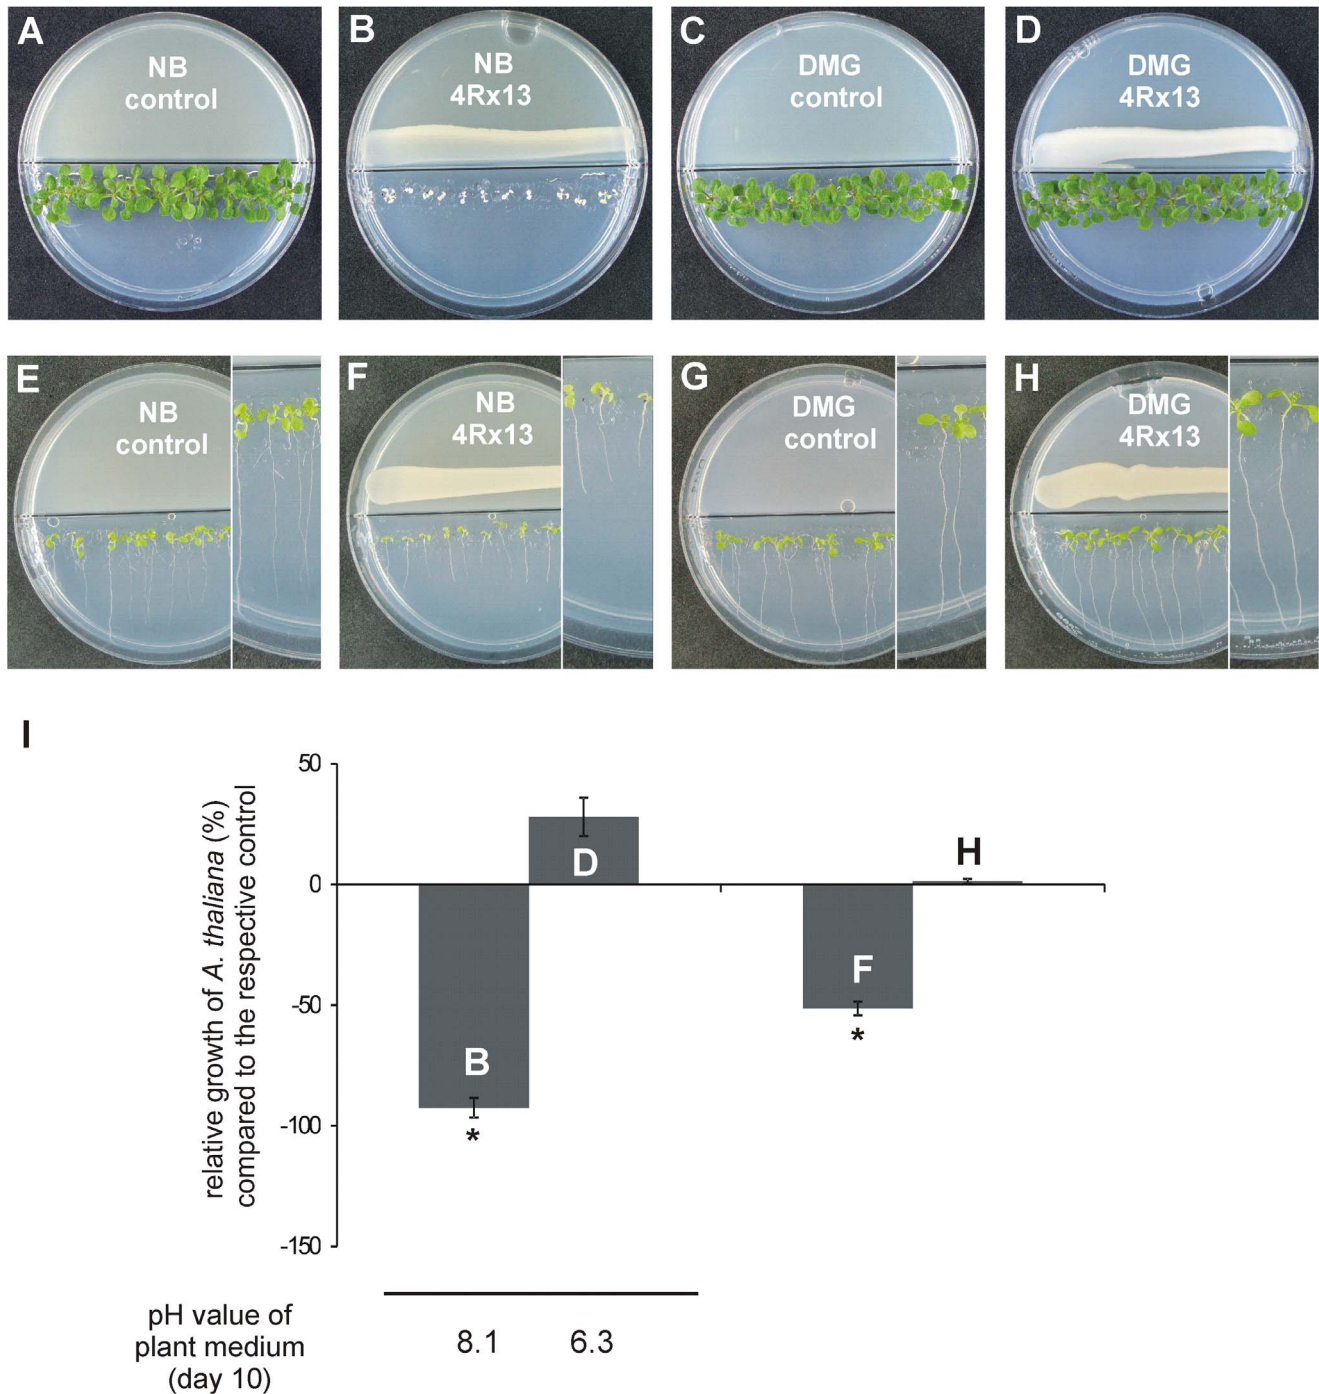 A
NB
control
B
NB
4Rx13
C
DMG
control
D
DMG
4Rx13
E
NB
control
F
NB
4Rx13
G
DMG
control
H
DMG
4Rx13
I
relative growth of A. thaliana (%)
compared to the respective control
50
0
-50
-100
-150
B
*
D
F
*
H
pH value of
plant medium
(day 10)
8.1
6.3